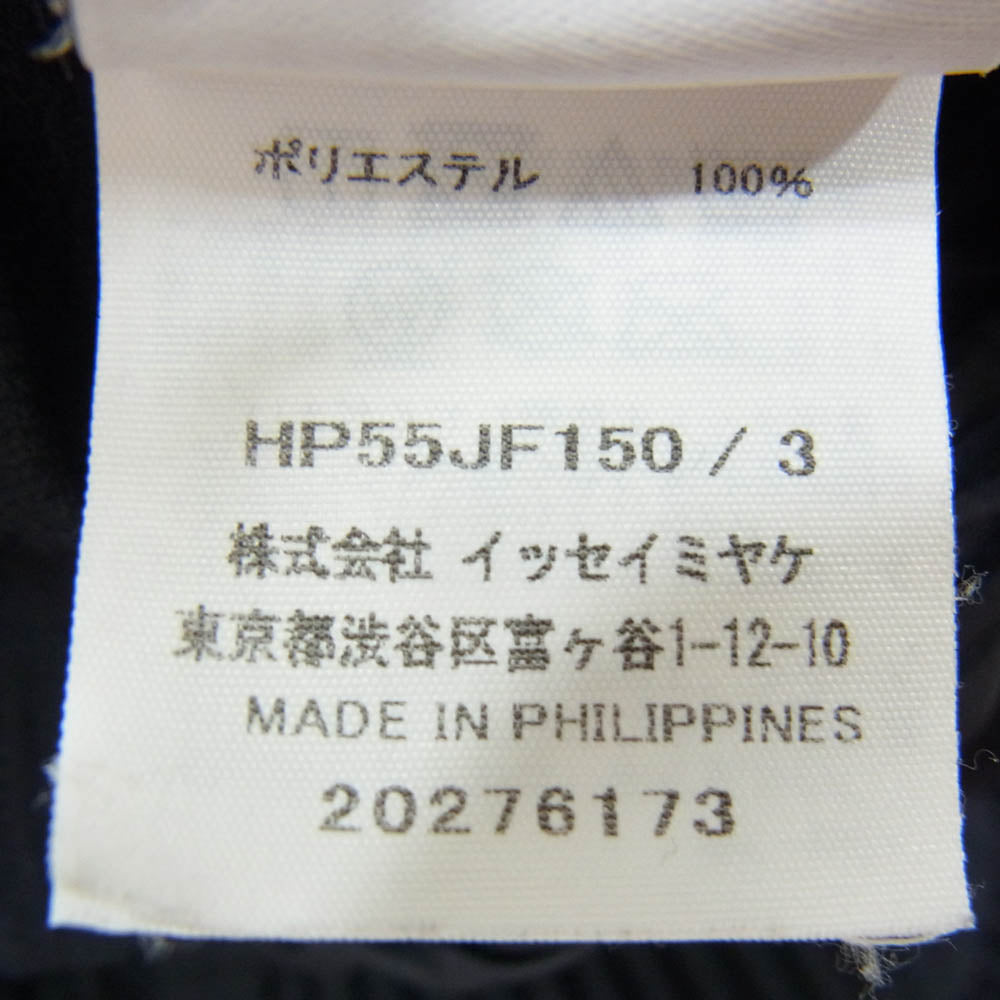 ポリエステル 100%
HP55JF150 / 3
株式会社 イッセイミヤケ
東京都渋谷区富ヶ谷1-12-10
MADE IN PHILIPPINES
20276173